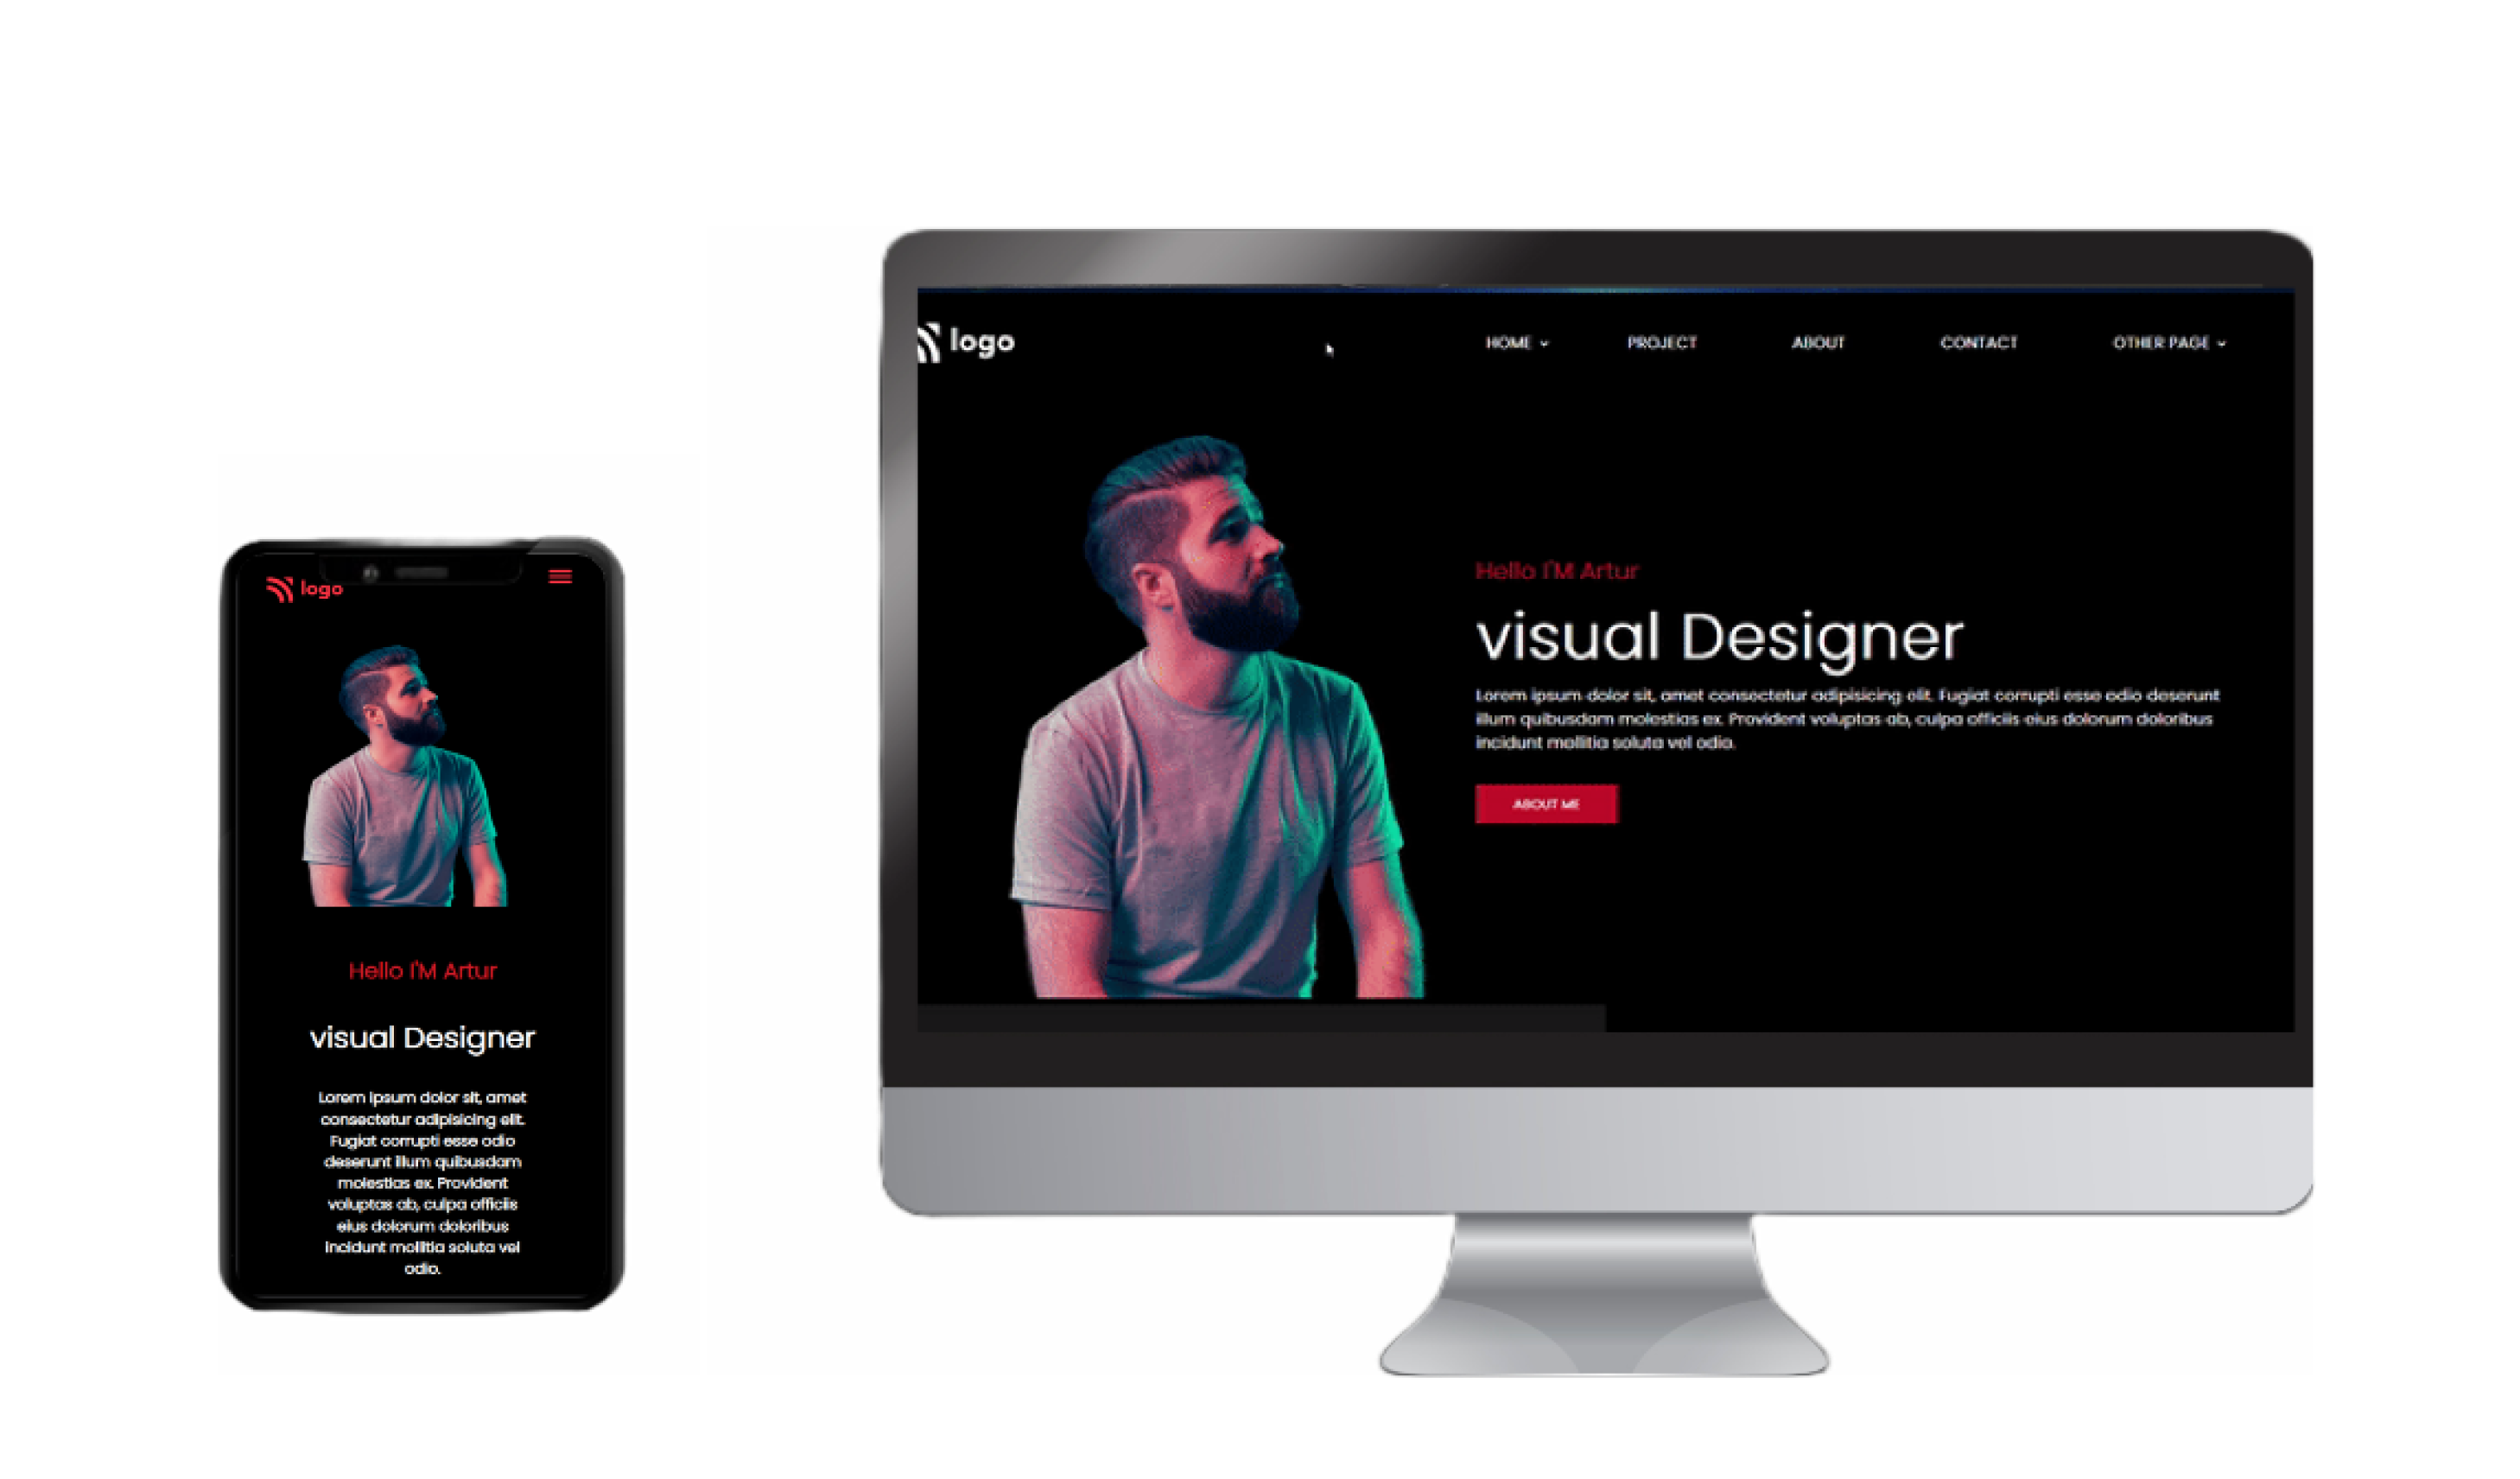 logo
Hello I'M Artur
visual Designer
Lorem ipsum dolor sit, amet
consectetur adipisicing elit.
Fugiat corrupti esse odio
deserunt illum quibusdam
molestias ex. Provident
voluptas ab, culpa officiis
eius dolorum doloribus
incidunt mollitia soluta vel
odio.
logo
HOME
PROJECT
ABOUT
CONTACT
OTHER PAGE
Hello I'M Artur
visual Designer
Lorem ipsum dolor sit, amet consectetur adipisicing elit. Fugiat corrupti esse odio deserunt
illum quibusdam molestias ex. Provident voluptas ab, culpa officiis eius dolorum doloribus
incidunt mollitia soluta vel odio.
ABOUT ME